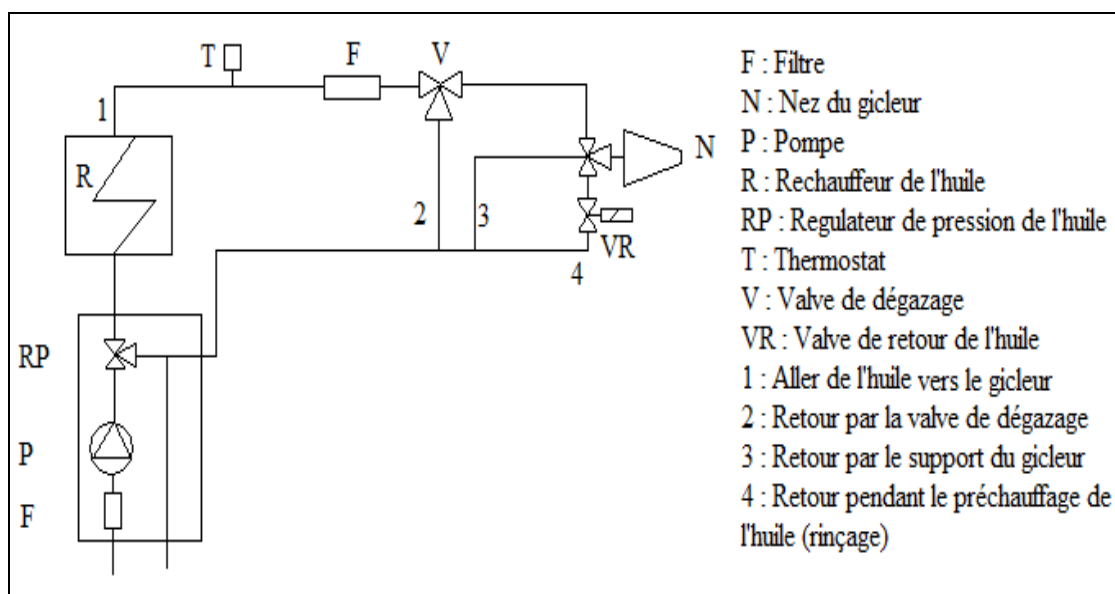 T
F
V
1
R
N
2
3
VR
4
RP
P
F
F : Filtre
N : Nez du gicleur
P : Pompe
R : Rechauffeur de l'huile
RP : Regulateur de pression de l'huile
T : Thermostat
V : Valve de dégazage
VR : Valve de retour de l'huile
1 : Aller de l'huile vers le gicleur
2 : Retour par la valve de dégazage
3 : Retour par le support du gicleur
4 : Retour pendant le préchauffage de
l'huile (rinçage)